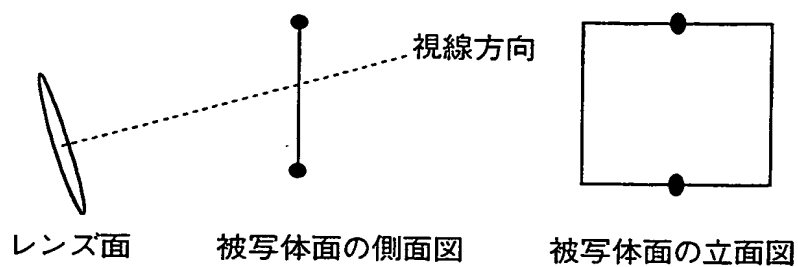 視線方向
レンズ面
被写体面の側面図
被写体面の立面図